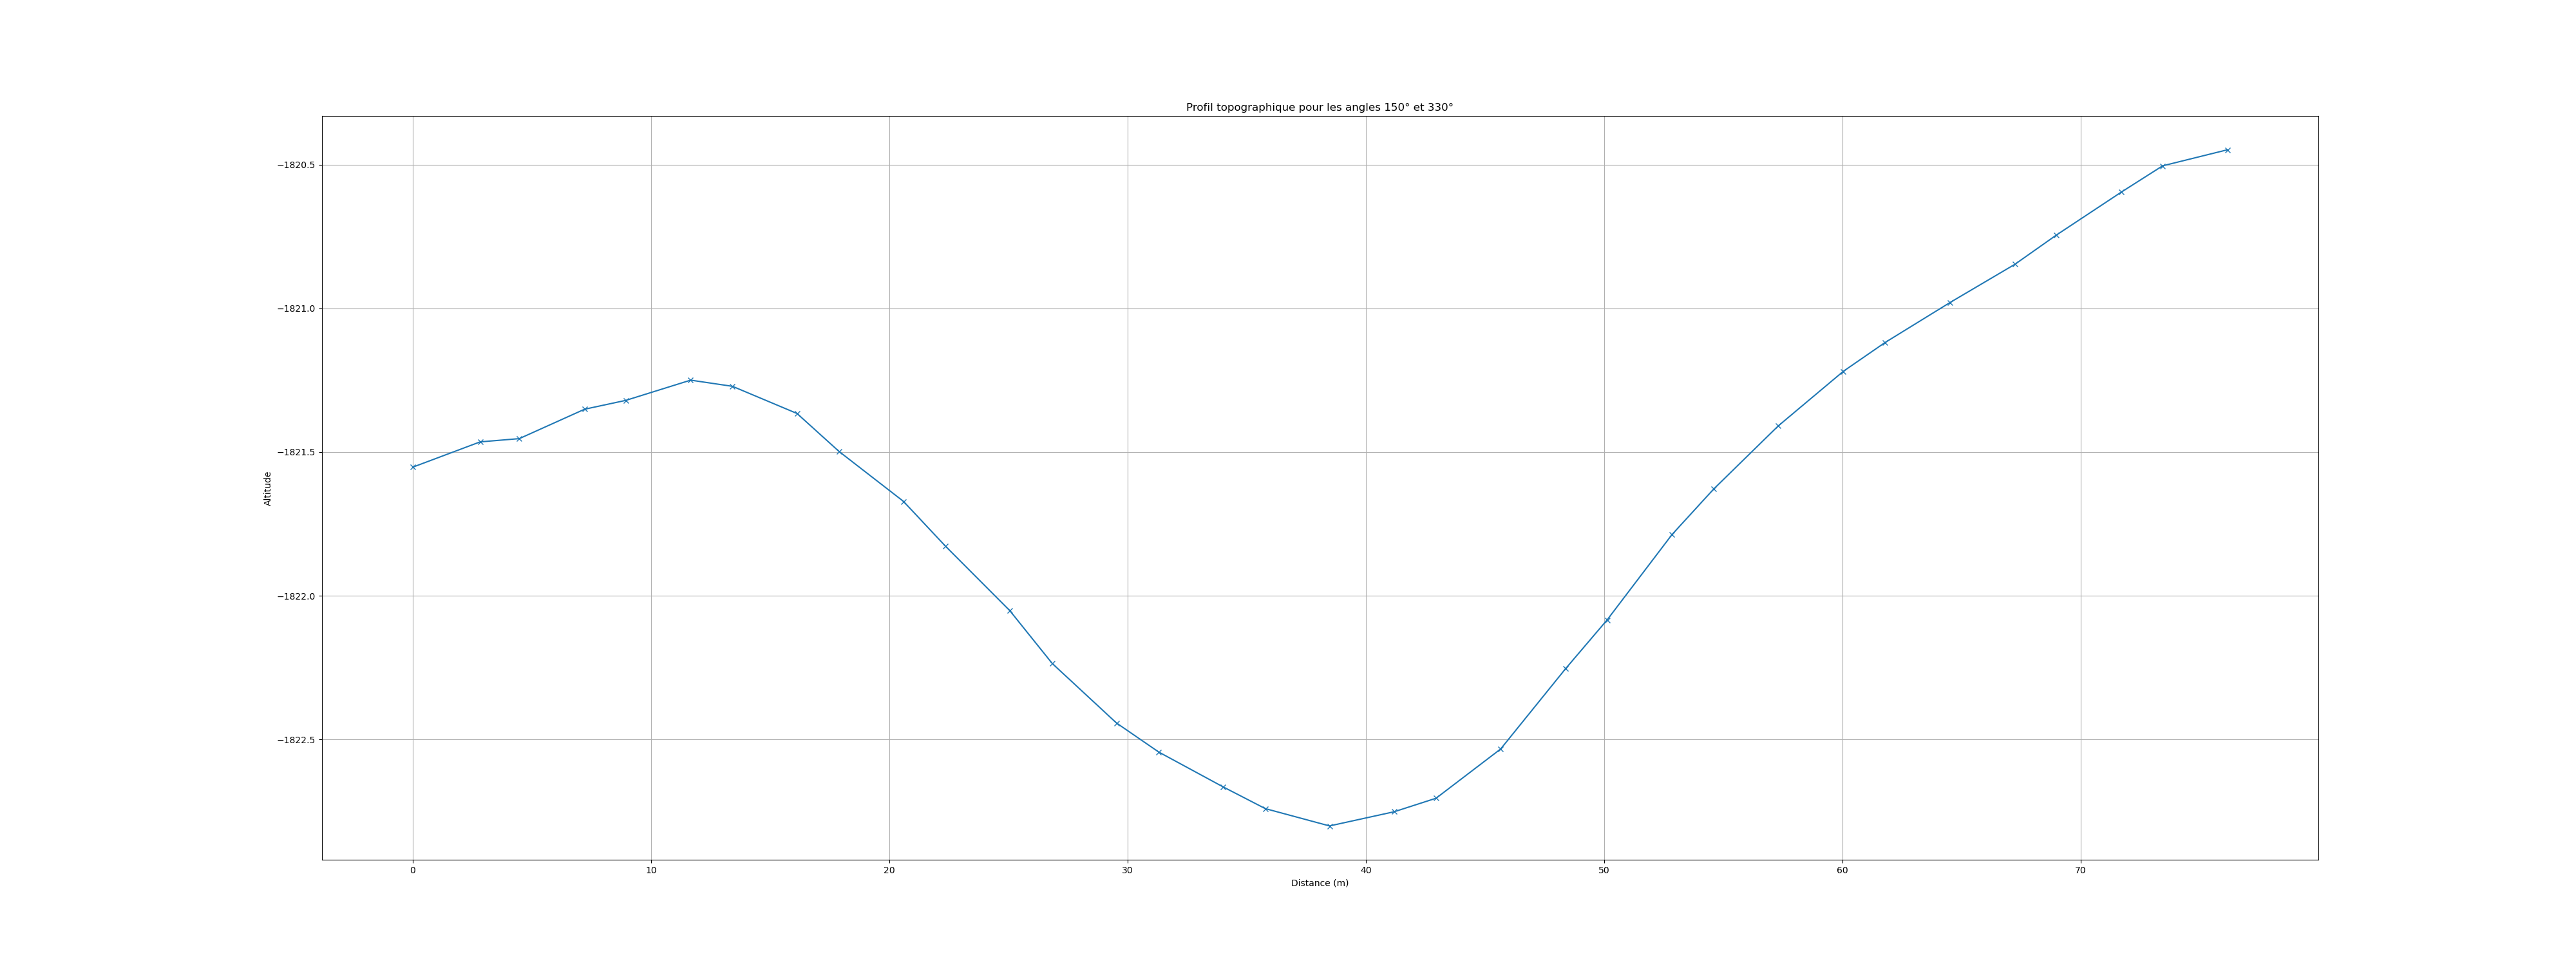 Profil topographique pour les angles 150° et 330°
−1820.5
−1821.0
−1821.5
−1822.0
−1822.5
Altitude
0 10 20 30 40 50 60 70
Distance (m)